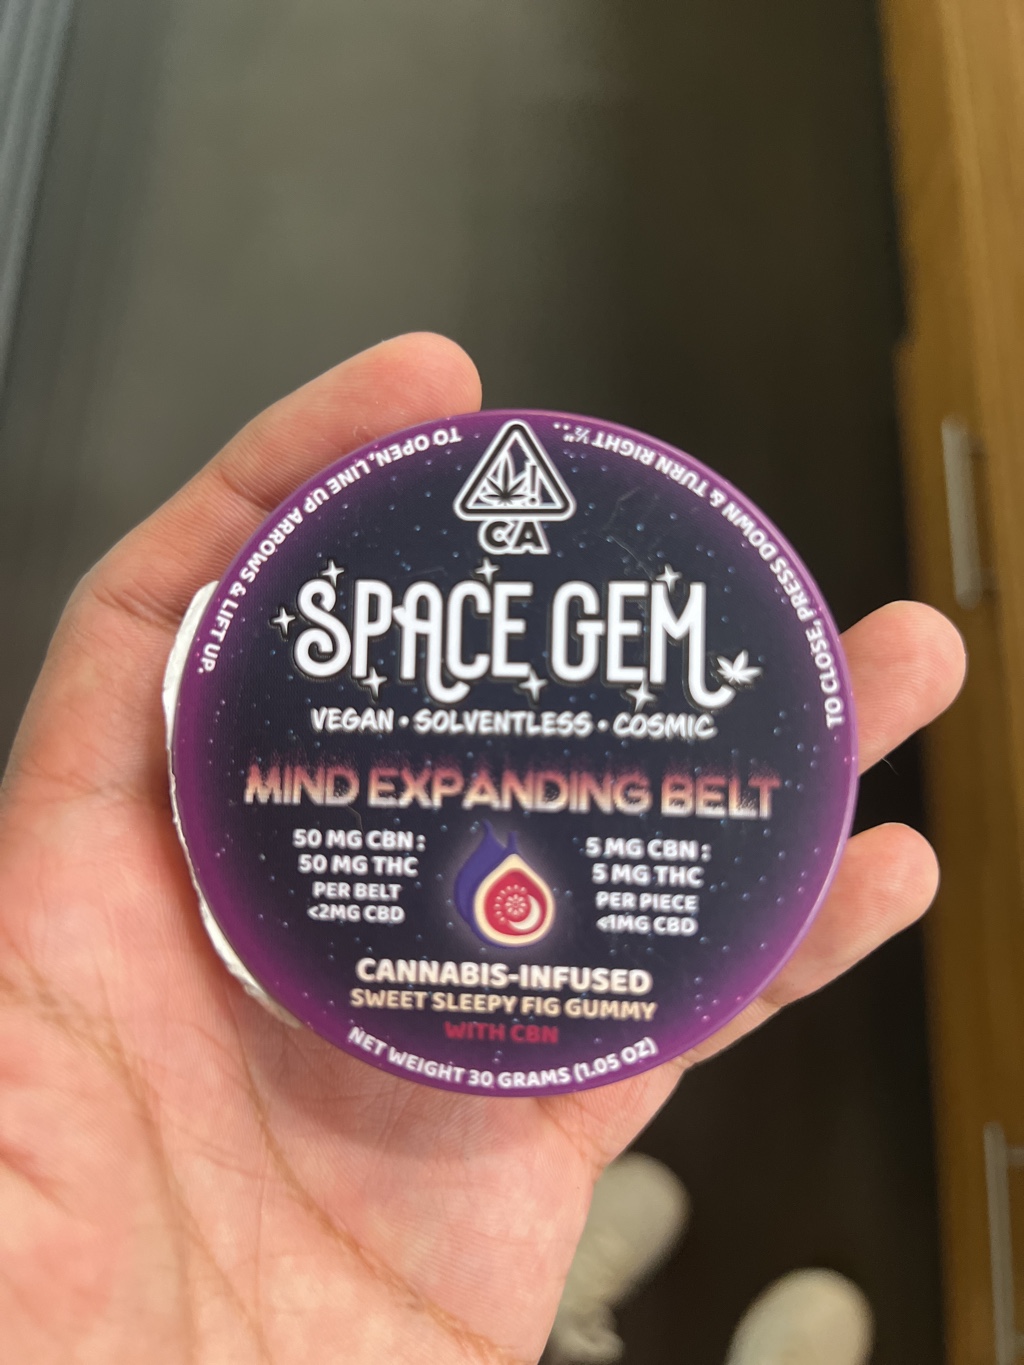 TO OPEN, LINE UP ARROWS & LIFT UP.
TO CLOSE, PRESS DOWN & TURN RIGHT ½"..
CA
SPACE GEM
VEGAN • SOLVENTLESS • COSMIC
MIND EXPANDING BELT
50 MG CBN :
50 MG THC
PER BELT
<2MG CBD
5 MG CBN :
5 MG THC
PER PIECE
<1MG CBD
CANNABIS-INFUSED
SWEET SLEEPY FIG GUMMY
WITH CBN
NET WEIGHT 30 GRAMS (1.05 OZ)